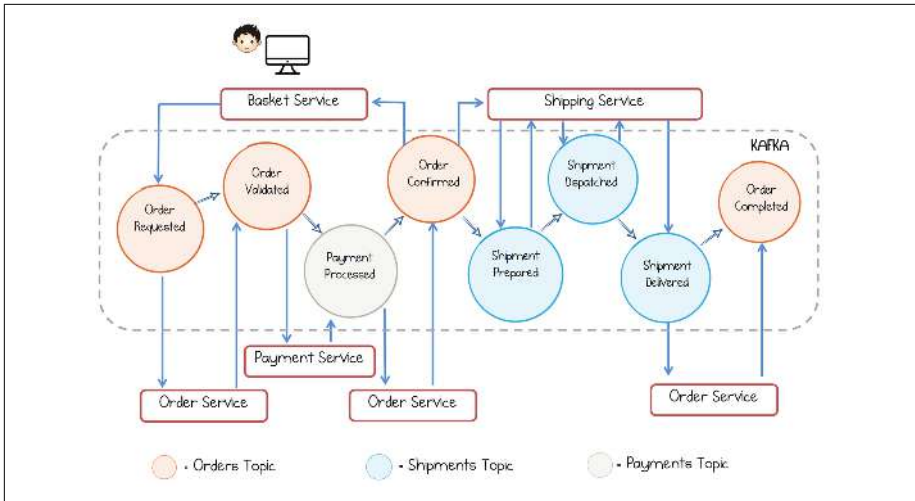 Basket Service
Shipping Service
KAFKA
Order
Validated
Order
Confirmed
Shipment
Dispatched
Order
Completed
Order
Requested
Payment
Processed
Shipment
Prepared
Shipment
Delivered
Payment Service
Order Service
Order Service
Order Service
= Orders Topic
= Shipments Topic
= Payments Topic